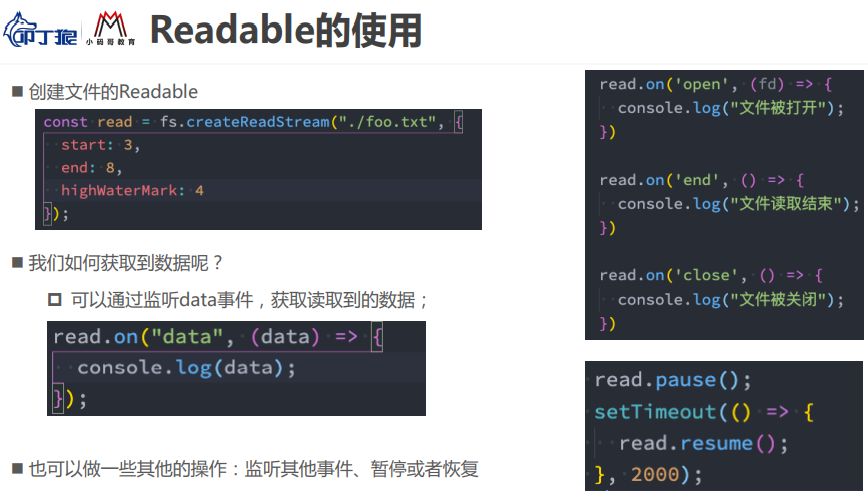 叩丁狼
小码哥教育
Readable的使用
创建文件的Readable
const read = fs.createReadStream("./foo.txt", {
start: 3,
end: 8,
highWaterMark: 4
});
我们如何获取到数据呢？
可以通过监听data事件，获取读取到的数据；
read.on("data", (data) => {
console.log(data);
});
也可以做一些其他的操作：监听其他事件、暂停或者恢复
read.on('open', (fd) => {
console.log("文件被打开");
})
read.on('end', () => {
console.log("文件读取结束");
})
read.on('close', () => {
console.log("文件被关闭");
})
read.pause();
setTimeout(() => {
read.resume();
}, 2000);